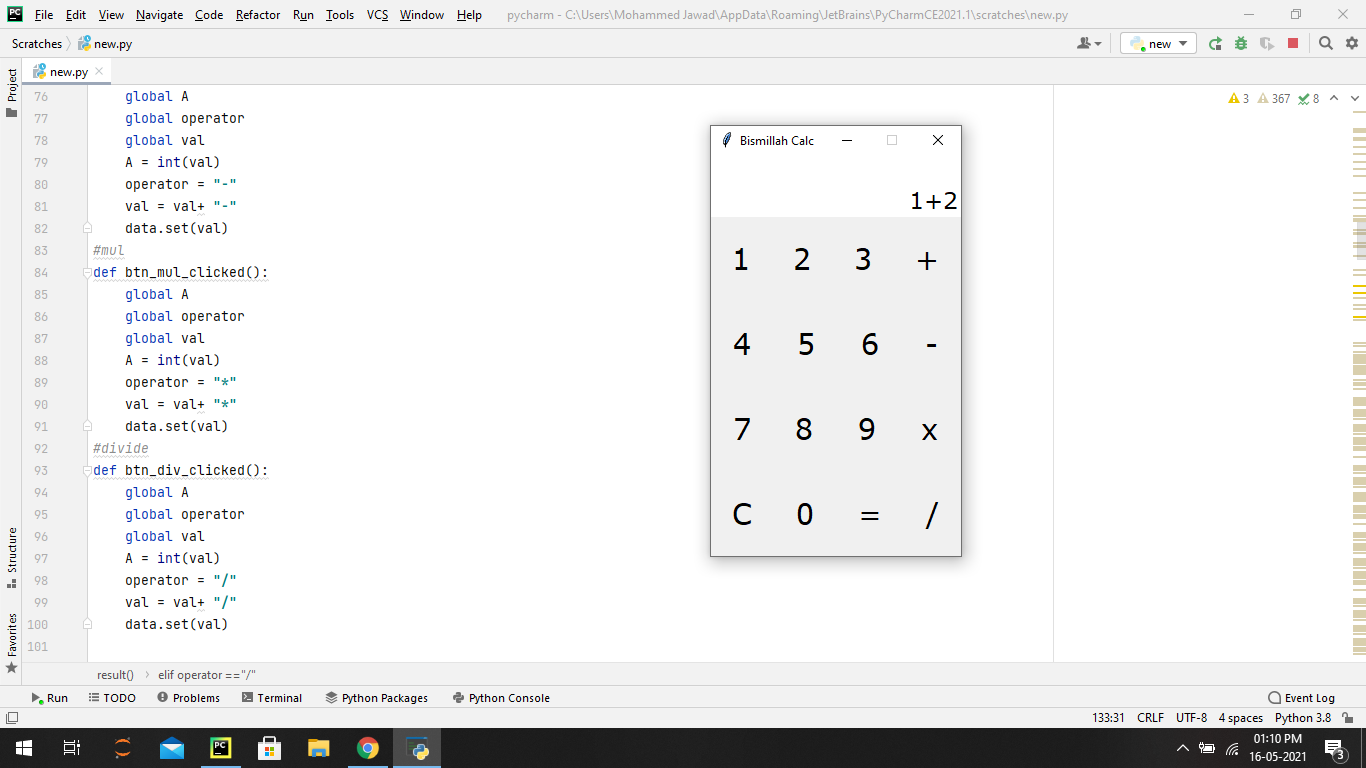 File Edit View Navigate Code Refactor Run Tools VCS Window Help pycharm - C:\Users\Mohammed Jawad\AppData\Roaming\JetBrains\PyCharmCE2021.1\scratches\new.py
Scratches new.py new
new.py
Project
3 367 8
76 global A
77 global operator
78 global val
79 A = int(val)
80 operator = "-"
81 val = val+ "-"
82 data.set(val)
83 #mul
84 def btn_mul_clicked():
85 global A
86 global operator
87 global val
88 A = int(val)
89 operator = "*"
90 val = val+ "*"
91 data.set(val)
92 #divide
93 def btn_div_clicked():
94 global A
95 global operator
96 global val
97 A = int(val)
98 operator = "/"
99 val = val+ "/"
100 data.set(val)
101
Bismillah Calc
1+2
1 2 3 +
4 5 6 -
7 8 9 x
C 0 = /
Structure
Favorites
result() elif operator =="/"
Run TODO Problems Terminal Python Packages Python Console Event Log
133:31 CRLF UTF-8 4 spaces Python 3.8
PC
01:10 PM
16-05-2021
3